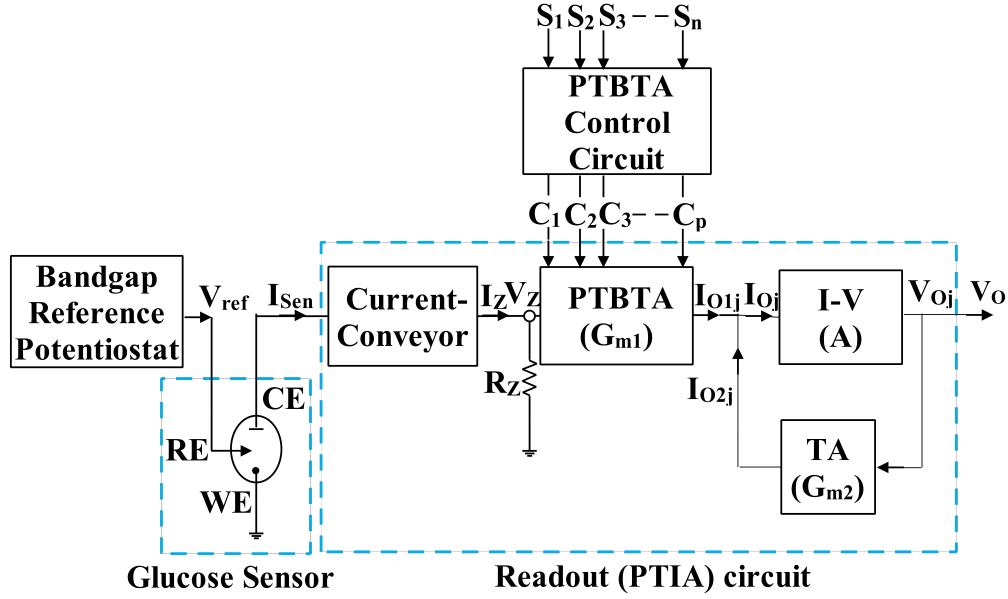 S1 S2 S3 Sn
PTBTA
Control
Circuit
C1 C2 C3 Cp
Bandgap
Reference
Potentiostat
Vref
ISen
Current-
Conveyor
IZ VZ
RZ
PTBTA
(Gm1)
IO1j IOj
I-V
(A)
VOj
VO
IO2j
TA
(Gm2)
CE
RE
WE
Glucose Sensor
Readout (PTIA) circuit